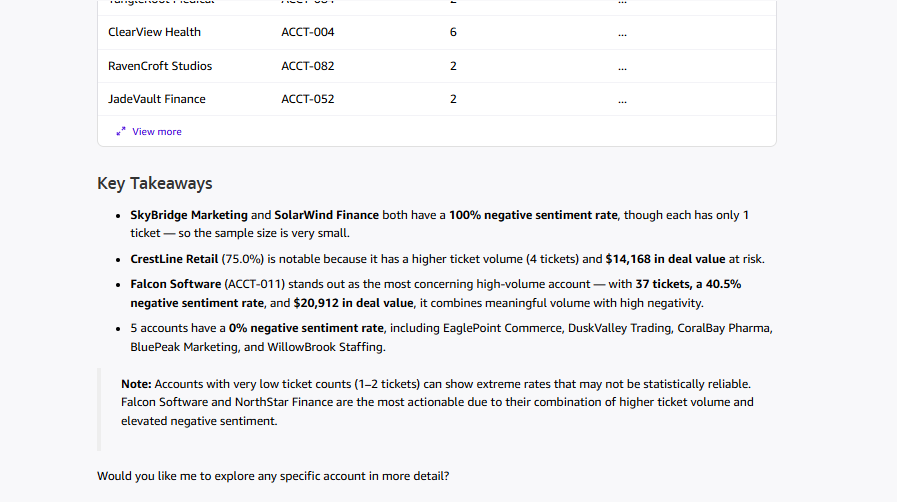 ClearView Health ACCT-004 6 ...
RavenCroft Studios ACCT-082 2 ...
JadeVault Finance ACCT-052 2 ...
View more
Key Takeaways
• SkyBridge Marketing and SolarWind Finance both have a 100% negative sentiment rate, though each has only 1
ticket — so the sample size is very small.
• CrestLine Retail (75.0%) is notable because it has a higher ticket volume (4 tickets) and $14,168 in deal value at risk.
• Falcon Software (ACCT-011) stands out as the most concerning high-volume account — with 37 tickets, a 40.5%
negative sentiment rate, and $20,912 in deal value, it combines meaningful volume with high negativity.
• 5 accounts have a 0% negative sentiment rate, including EaglePoint Commerce, DuskValley Trading, CoralBay Pharma,
BluePeak Marketing, and WillowBrook Staffing.
Note: Accounts with very low ticket counts (1–2 tickets) can show extreme rates that may not be statistically reliable.
Falcon Software and NorthStar Finance are the most actionable due to their combination of higher ticket volume and
elevated negative sentiment.
Would you like me to explore any specific account in more detail?